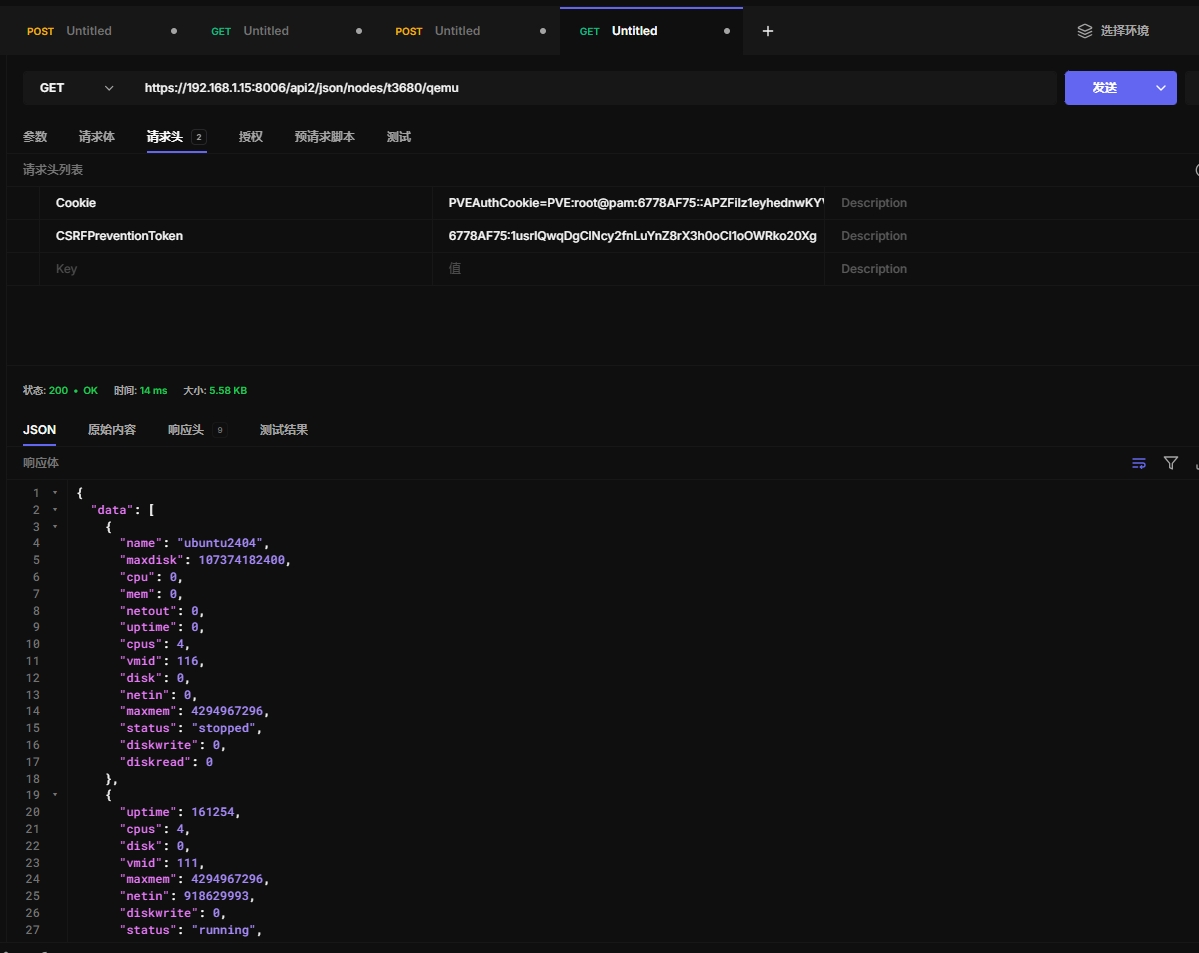 POST Untitled GET Untitled POST Untitled GET Untitled + 选择环境
GET https://192.168.1.15:8006/api2/json/nodes/t3680/qemu 发送
参数 请求体 请求头 2 授权 预请求脚本 测试
请求头列表
Cookie PVEAuthCookie=PVE:root@pam:6778AF75::APZFilz1eyhednwKY Description
CSRFPreventionToken 6778AF75:1usrIQwqDgClNcy2fnLuYnZ8rX3h0oCl1oOWRko20Xg Description
Key 值 Description
状态: 200 • OK 时间: 14 ms 大小: 5.58 KB
JSON 原始内容 响应头 9 测试结果
响应体
1 {
2 "data": [
3 {
4 "name": "ubuntu2404",
5 "maxdisk": 107374182400,
6 "cpu": 0,
7 "mem": 0,
8 "netout": 0,
9 "uptime": 0,
10 "cpus": 4,
11 "vmid": 116,
12 "disk": 0,
13 "netin": 0,
14 "maxmem": 4294967296,
15 "status": "stopped",
16 "diskwrite": 0,
17 "diskread": 0
18 },
19 {
20 "uptime": 161254,
21 "cpus": 4,
22 "disk": 0,
23 "vmid": 111,
24 "maxmem": 4294967296,
25 "netin": 918629993,
26 "diskwrite": 0,
27 "status": "running",